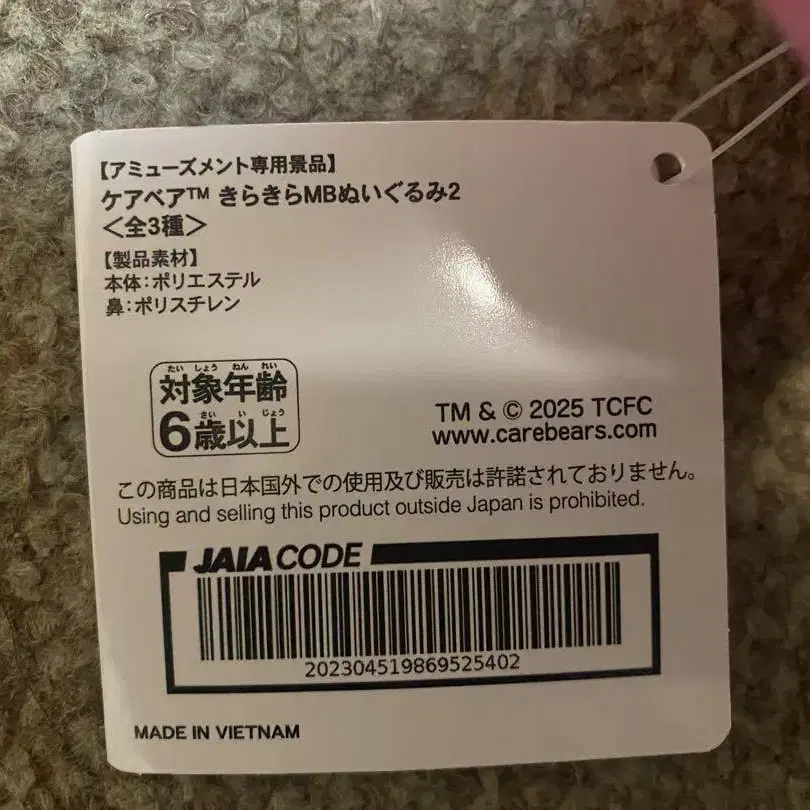 【アミューズメント専用景品】
ケアベア™ きらきらMBぬいぐるみ2
＜全3種＞
【製品素材】
本体：ポリエステル
鼻：ポリスチレン
たい しょう ねん れい
対象年齢
さい い じょう
6歳以上
TM & © 2025 TCFC
www.carebears.com
この商品は日本国外での使用及び販売は許諾されておりません。
Using and selling this product outside Japan is prohibited.
JAIA CODE
202304519869525402
MADE IN VIETNAM